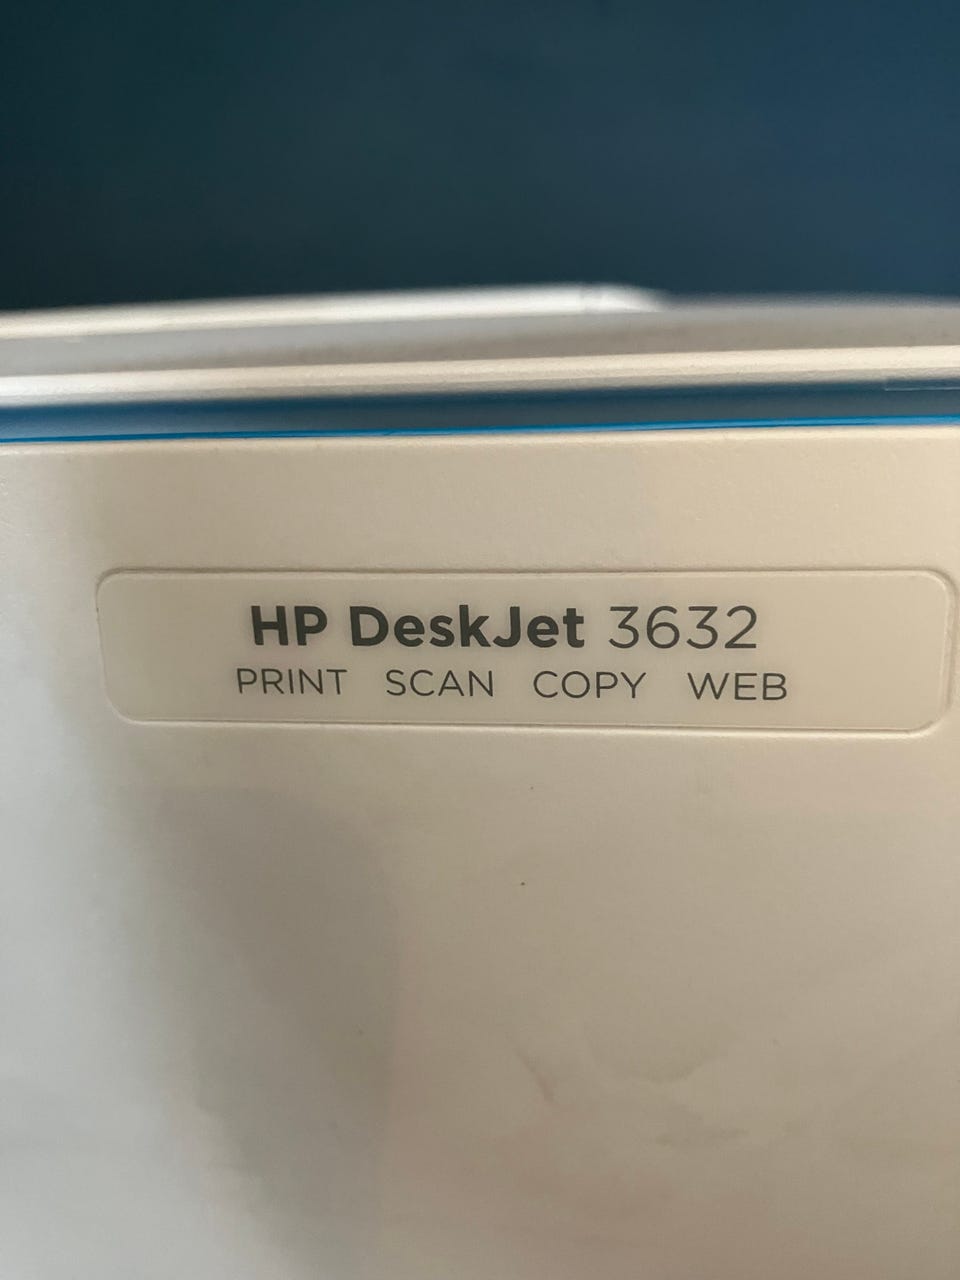 HP DeskJet 3632
PRINT SCAN COPY WEB